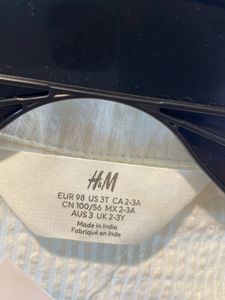 H&M
EUR 98 US 3T CA 2-3A
CN 100/56 MX 2-3A
AUS 3 UK 2-3Y
Made in India
Fabriqué en Inde